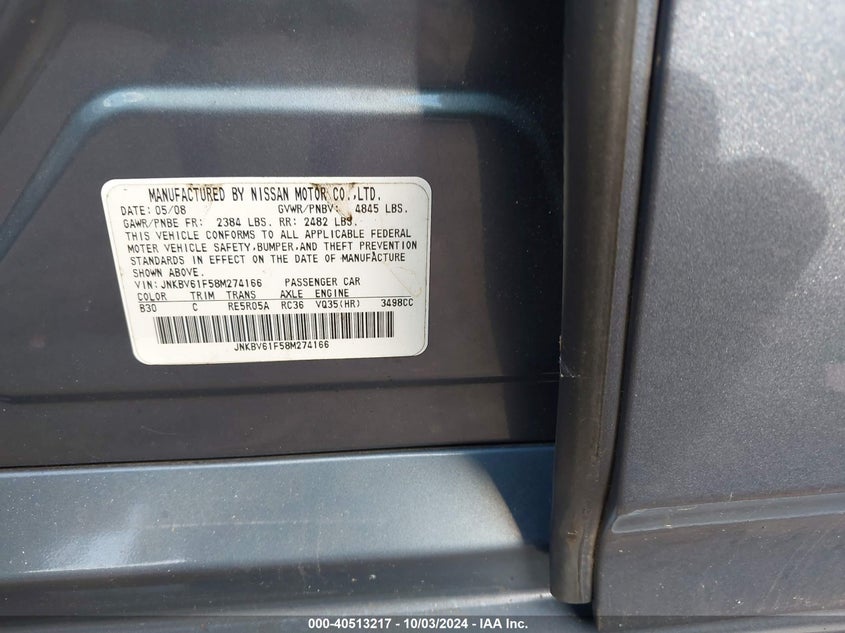 MANUFACTURED BY NISSAN MOTOR CO.,LTD.
DATE: 05/08 GVWR/PNBV: 4845 LBS.
GAWR/PNBE FR: 2384 LBS. RR: 2482 LBS.
THIS VEHICLE CONFORMS TO ALL APPLICABLE FEDERAL
MOTER VEHICLE SAFETY,BUMPER,AND THEFT PREVENTION
STANDARDS IN EFFECT ON THE DATE OF MANUFACTURE
SHOWN ABOVE.
VIN: JNKBV61F58M274166 PASSENGER CAR
COLOR TRIM TRANS AXLE ENGINE
B30 C RE5R05A RC36 VQ35(HR) 3498CC
JNKBV61F58M274166
000-40513217 - 10/03/2024 - IAA Inc.